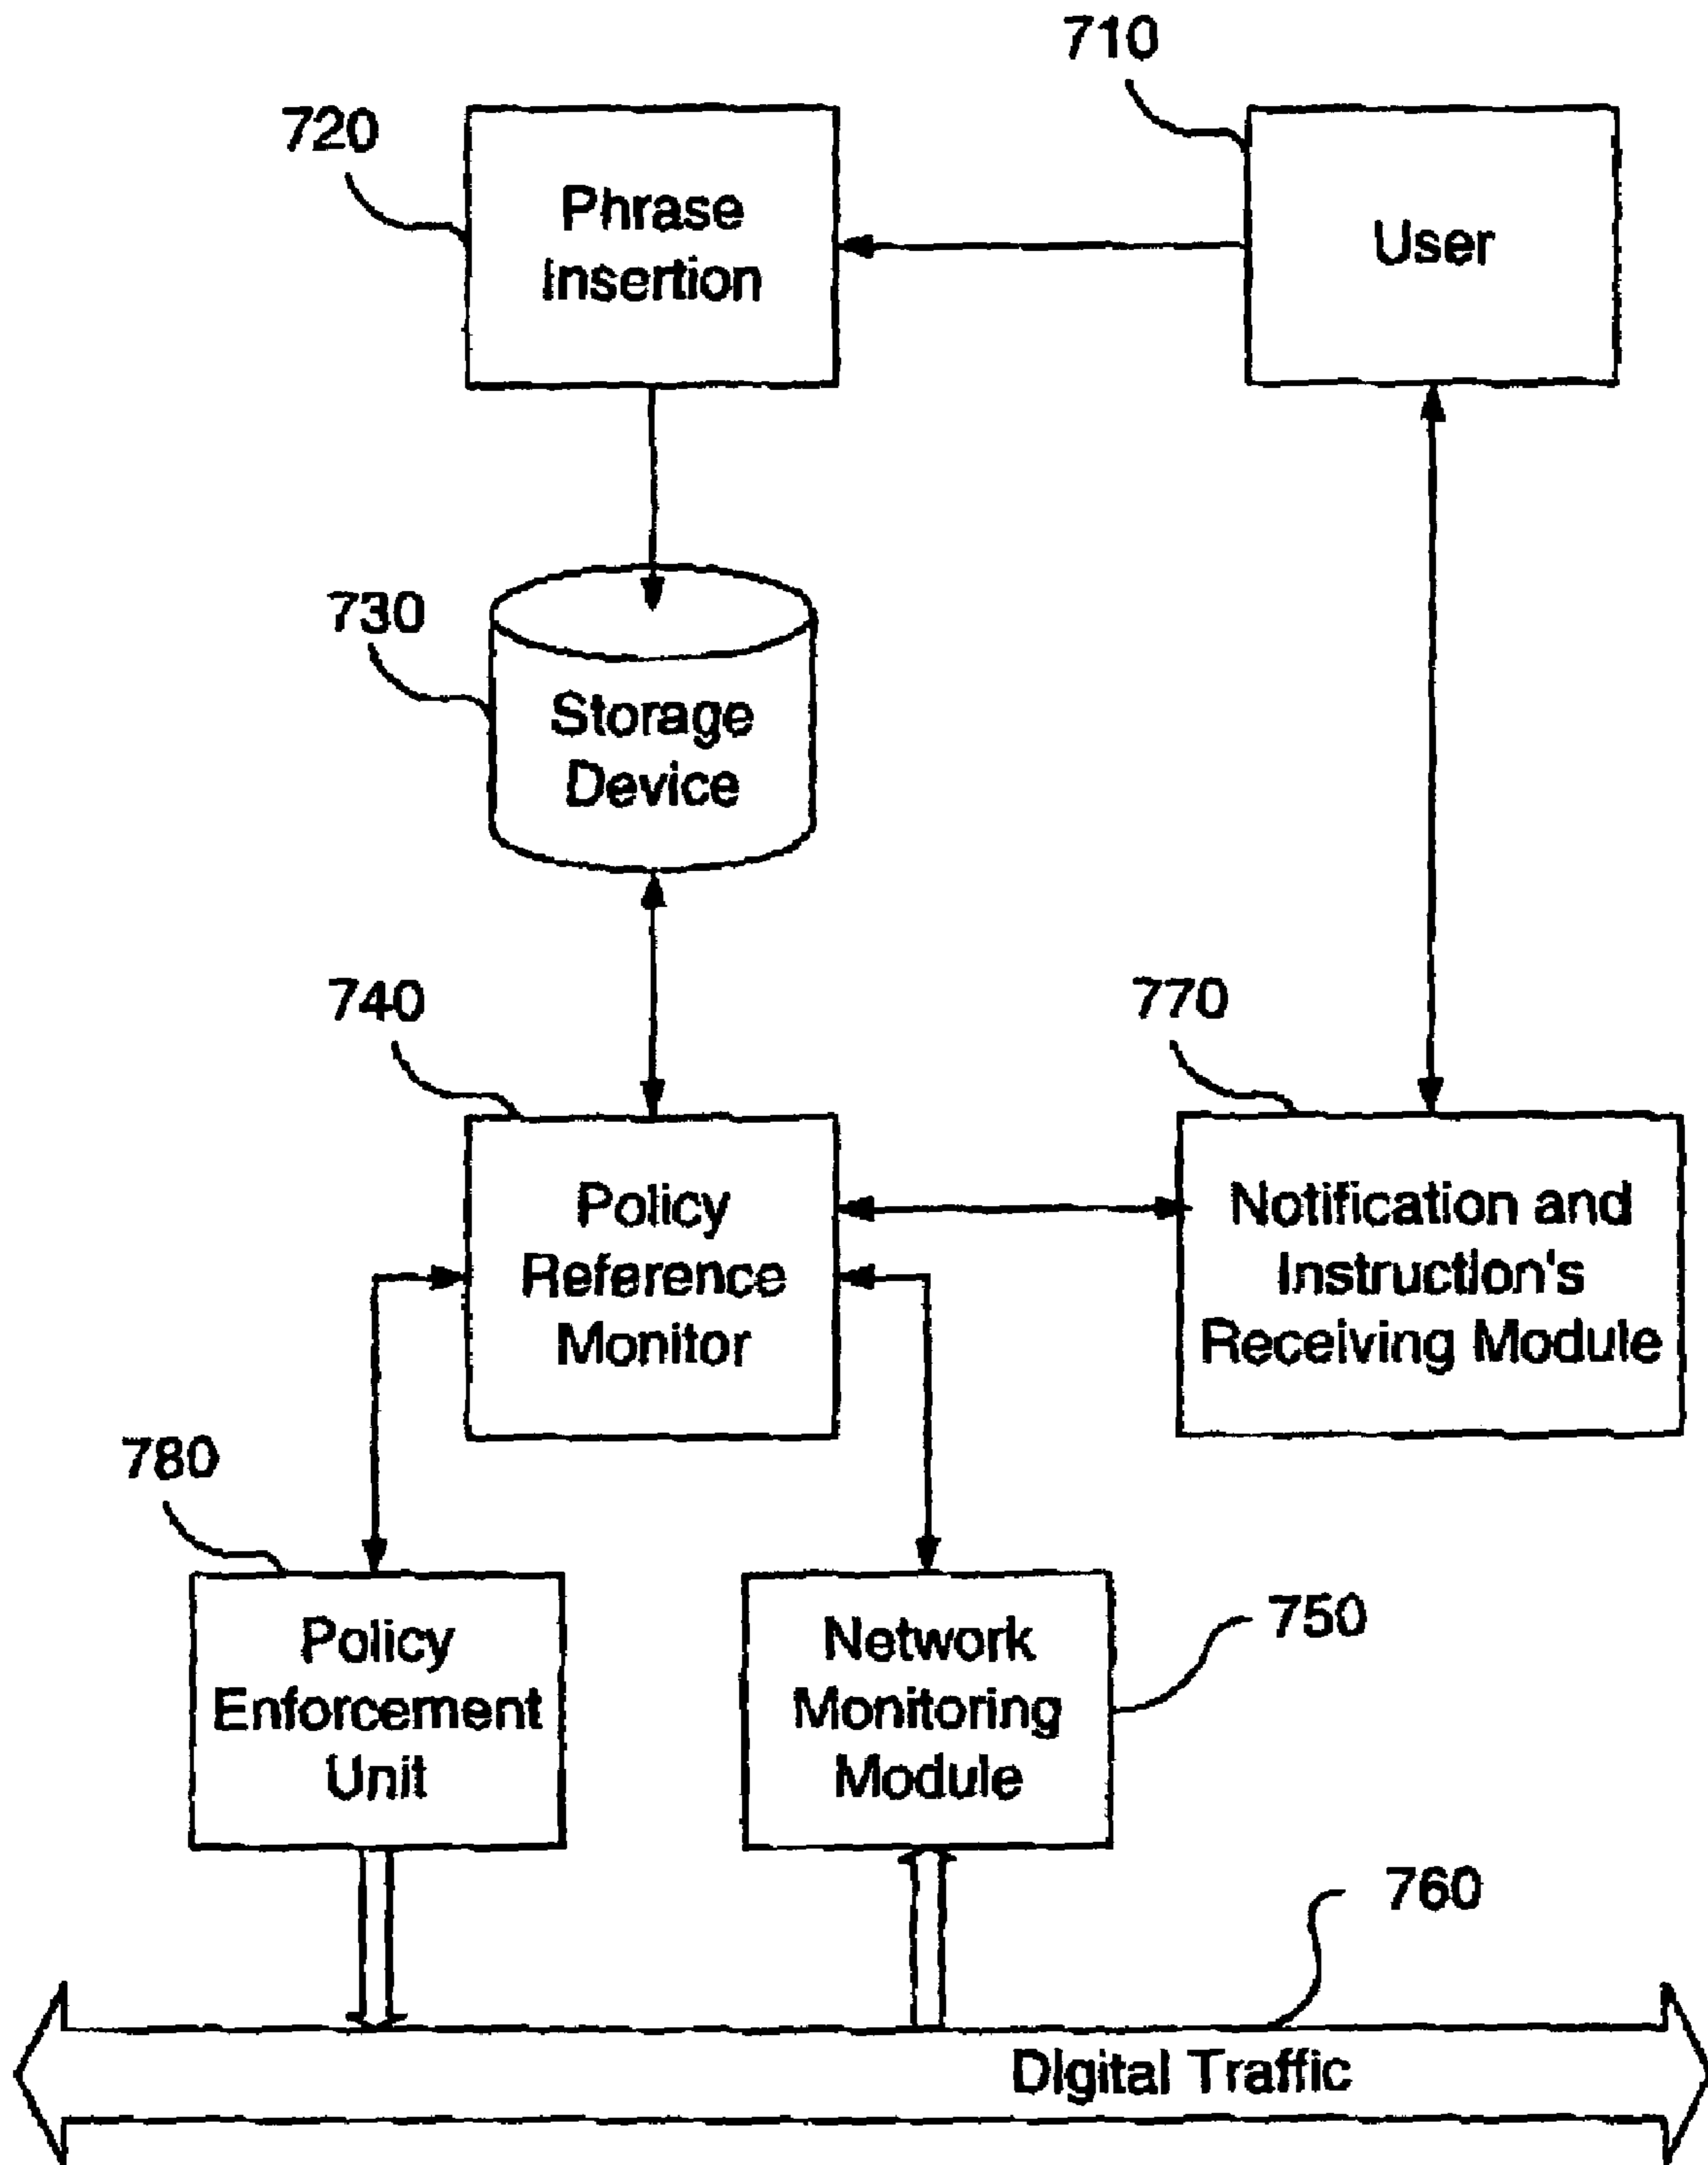 710
720
Phrase
Insertion
User
730
Storage
Device
740
770
Policy
Reference
Monitor
Notification and
Instruction's
Receiving Module
780
Policy
Enforcement
Unit
Network
Monitoring
Module
750
760
Digital Traffic